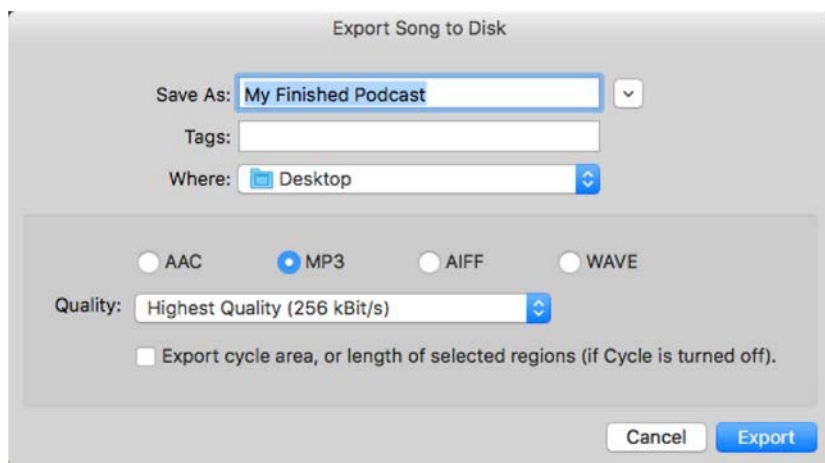 Export Song to Disk
Save As: My Finished Podcast
Tags:
Where: Desktop
AAC MP3 AIFF WAVE
Quality: Highest Quality (256 kBit/s)
Export cycle area, or length of selected regions (if Cycle is turned off).
Cancel Export